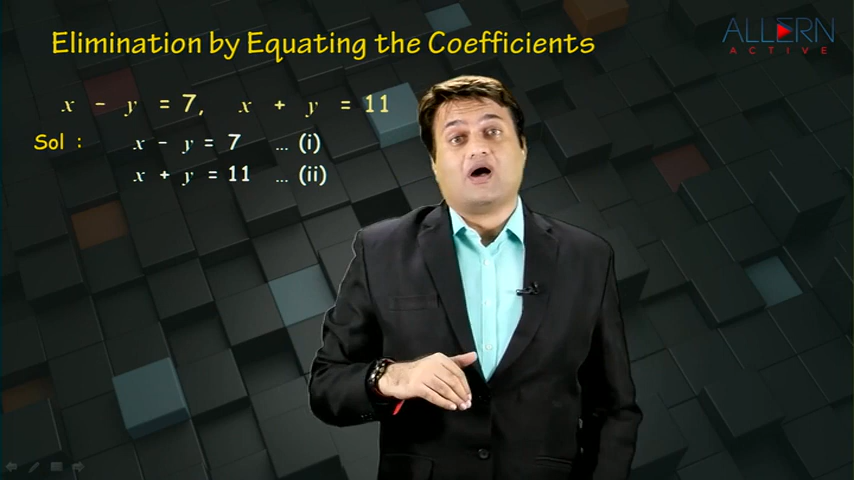 Elimination by Equating the Coefficients
ALLERN
ACTIVE
x - y = 7, x + y = 11
Sol : x - y = 7 ... (i)
x + y = 11 ... (ii)